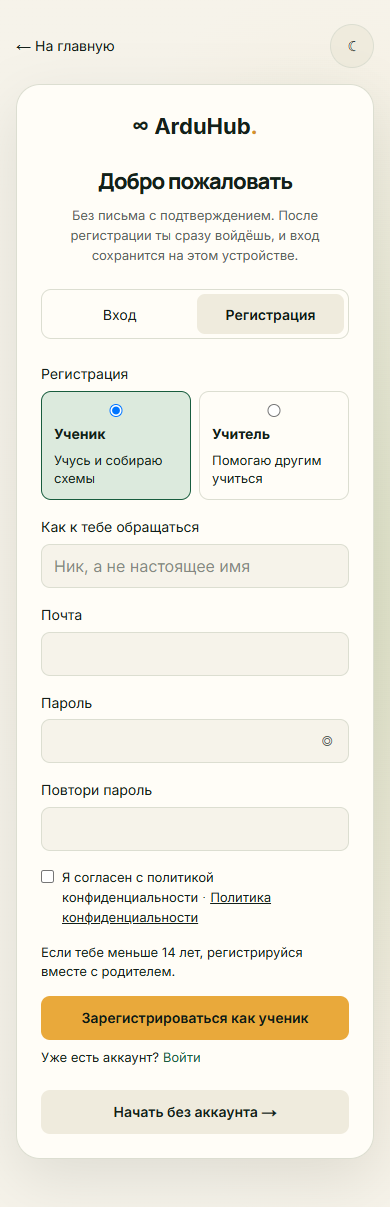 ← На главную
∞ ArduHub.
Добро пожаловать
Без письма с подтверждением. После
регистрации ты сразу войдёшь, и вход
сохранится на этом устройстве.
Вход
Регистрация
Регистрация
Ученик
Учусь и собираю
схемы
Учитель
Помогаю другим
учиться
Как к тебе обращаться
Ник, а не настоящее имя
Почта
Пароль
Повтори пароль
Я согласен с политикой
конфиденциальности · Политика
конфиденциальности
Если тебе меньше 14 лет, регистрируйся
вместе с родителем.
Зарегистрироваться как ученик
Уже есть аккаунт? Войти
Начать без аккаунта →